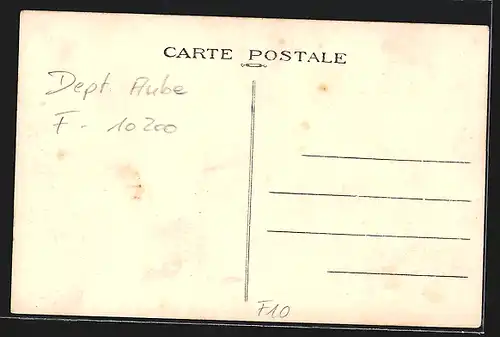 CARTE POSTALE
Dept. Aube
F - 10200
F10